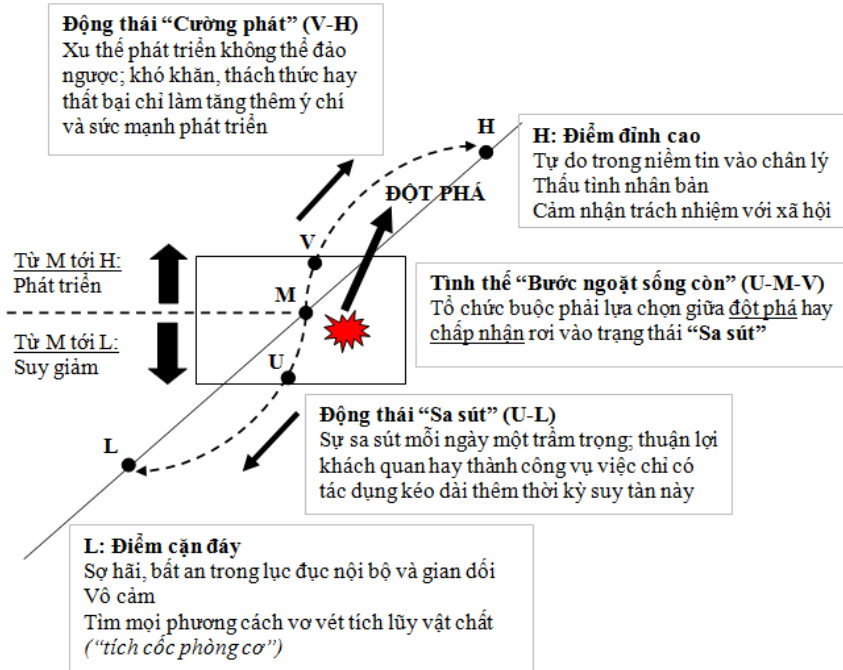 Động thái “Cường phát” (V-H)
Xu thế phát triển không thể đảo
ngược; khó khăn, thách thức hay
thất bại chỉ làm tăng thêm ý chí
và sức mạnh phát triển
H
H: Điểm đỉnh cao
Tự do trong niềm tin vào chân lý
Thấu tình nhân bản
Cảm nhận trách nhiệm với xã hội
ĐỘT PHÁ
V
Từ M tới H:
Phát triển
M
Tình thế “Bước ngoặt sống còn” (U-M-V)
Tổ chức buộc phải lựa chọn giữa đột phá hay
chấp nhận rơi vào trạng thái “Sa sút”
Từ M tới L:
Suy giảm
U
Động thái “Sa sút” (U-L)
Sự sa sút mỗi ngày một trầm trọng; thuận lợi
khách quan hay thành công vụ việc chỉ có
tác dụng kéo dài thêm thời kỳ suy tàn này
L
L: Điểm cặn đáy
Sợ hãi, bất an trong lục đục nội bộ và gian dối
Vô cảm
Tìm mọi phương cách vơ vét tích lũy vật chất
(“tích cốc phòng cơ”)